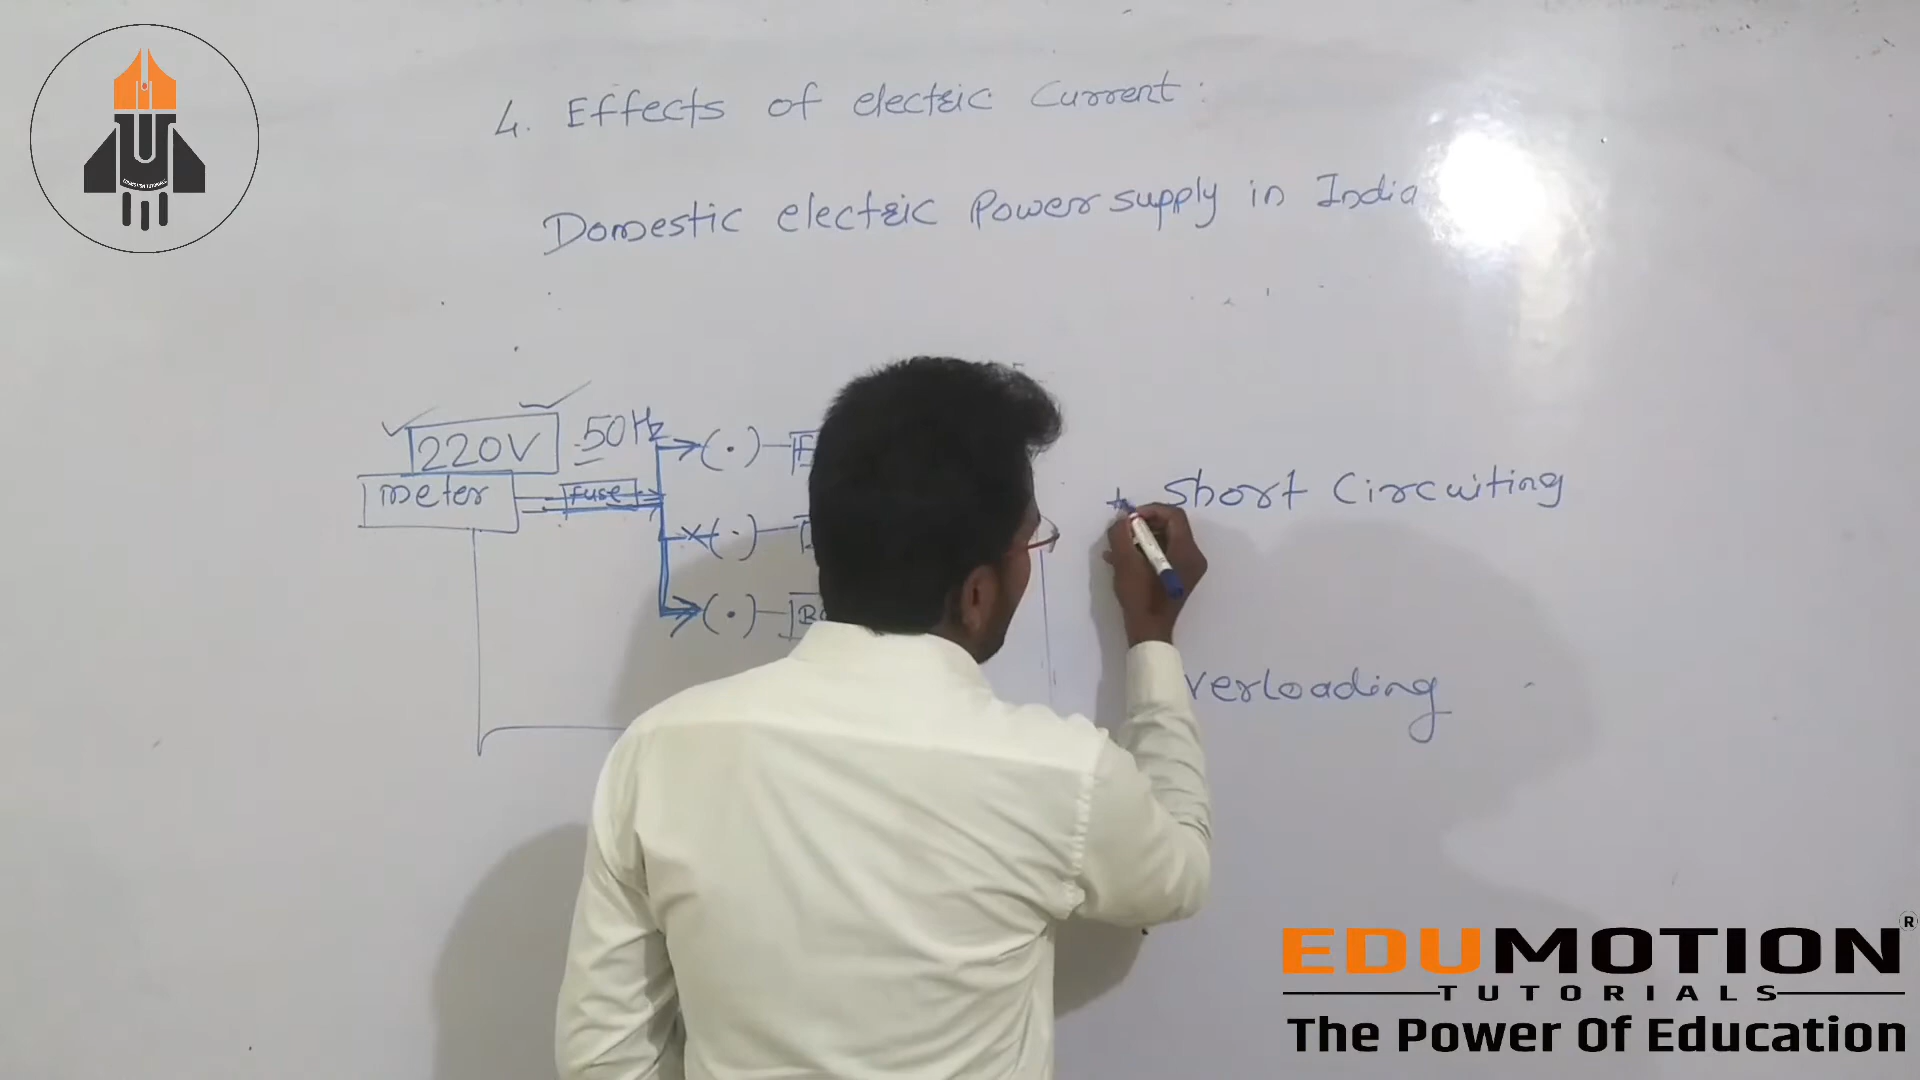 4. Effects of electric Current:
Domestic electric Power supply in India
220V 50Hz
meter
fuse
Short Circuiting
verloading
EDUMOTION®
TUTORIALS
The Power Of Education